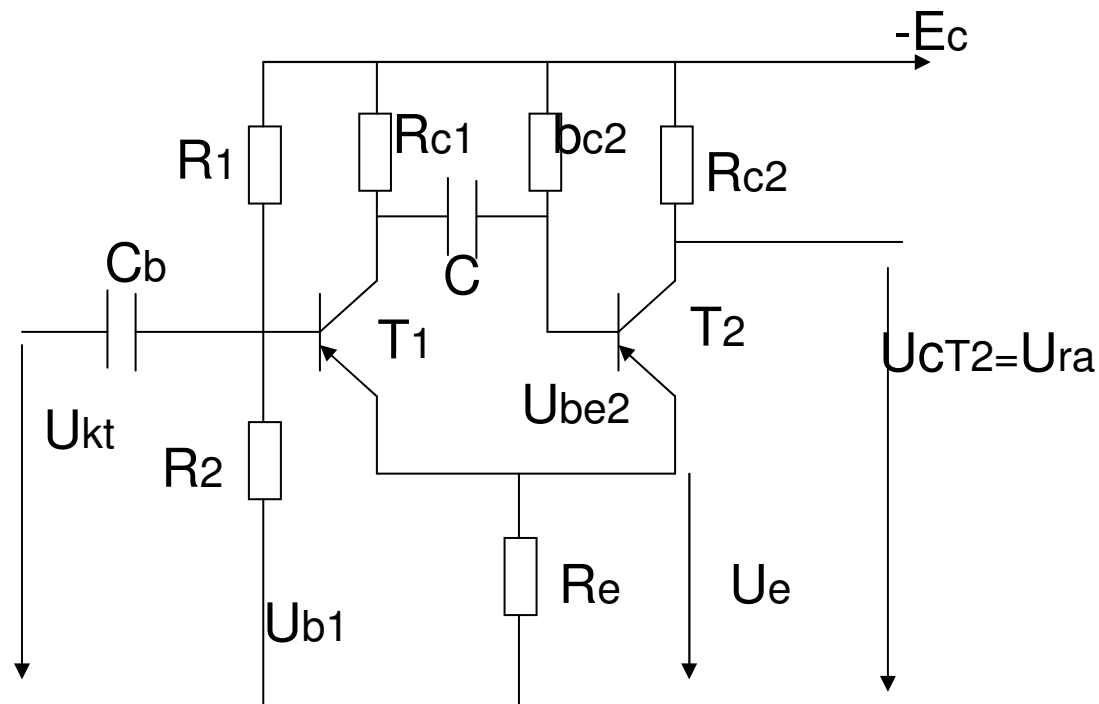 -Ec
Rc1
bc2
R1
Rc2
Cb
C
T1
T2
UcT2=Ura
Ube2
Ukt
R2
Re
Ue
Ub1